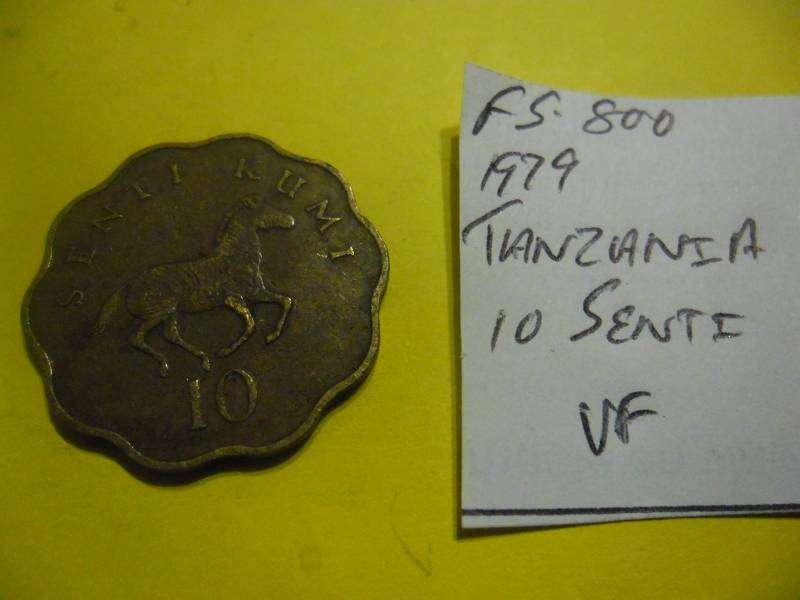 SENTI KUMI
10
FS. 800
1979
TANZANIA
10 SENTI
VF